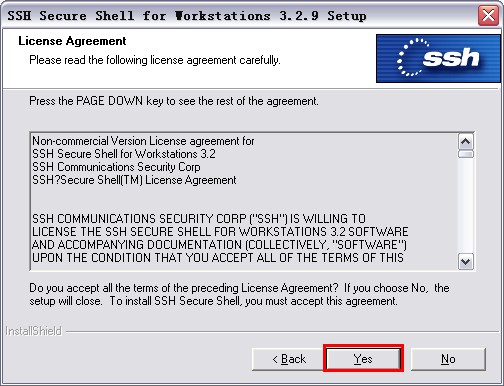 SSH Secure Shell for Workstations 3.2.9 Setup
License Agreement
Please read the following license agreement carefully.
ssh
Press the PAGE DOWN key to see the rest of the agreement.
Non-commercial Version License agreement for
SSH Secure Shell for Workstations 3.2
SSH Communications Security Corp
SSH?Secure Shell(TM) License Agreement
SSH COMMUNICATIONS SECURITY CORP ("SSH") IS WILLING TO
LICENSE THE SSH SECURE SHELL FOR WORKSTATIONS 3.2 SOFTWARE
AND ACCOMPANYING DOCUMENTATION (COLLECTIVELY, "SOFTWARE")
UPON THE CONDITION THAT YOU ACCEPT ALL OF THE TERMS OF THIS
Do you accept all the terms of the preceding License Agreement? If you choose No, the
setup will close. To install SSH Secure Shell, you must accept this agreement.
InstallShield
< Back Yes No